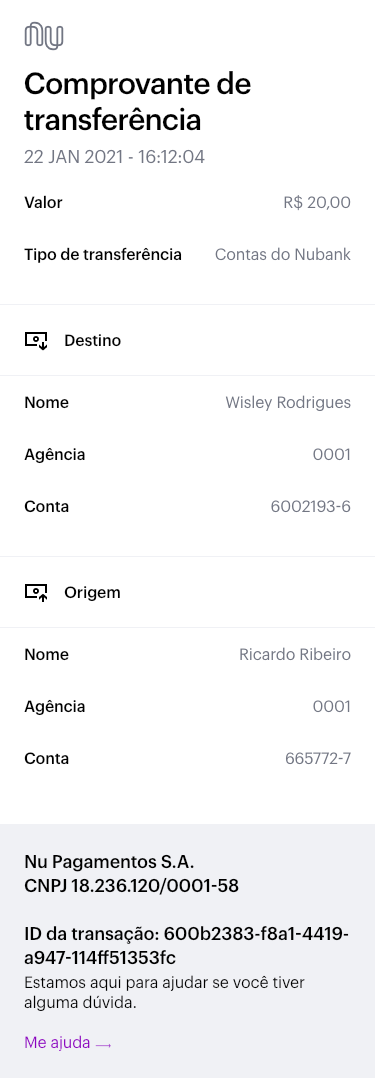 nu
Comprovante de
transferência
22 JAN 2021 - 16:12:04
Valor R$ 20,00
Tipo de transferência Contas do Nubank
Destino
Nome Wisley Rodrigues
Agência 0001
Conta 6002193-6
Origem
Nome Ricardo Ribeiro
Agência 0001
Conta 665772-7
Nu Pagamentos S.A.
CNPJ 18.236.120/0001-58
ID da transação: 600b2383-f8a1-4419-
a947-114ff51353fc
Estamos aqui para ajudar se você tiver
alguma dúvida.
Me ajuda →